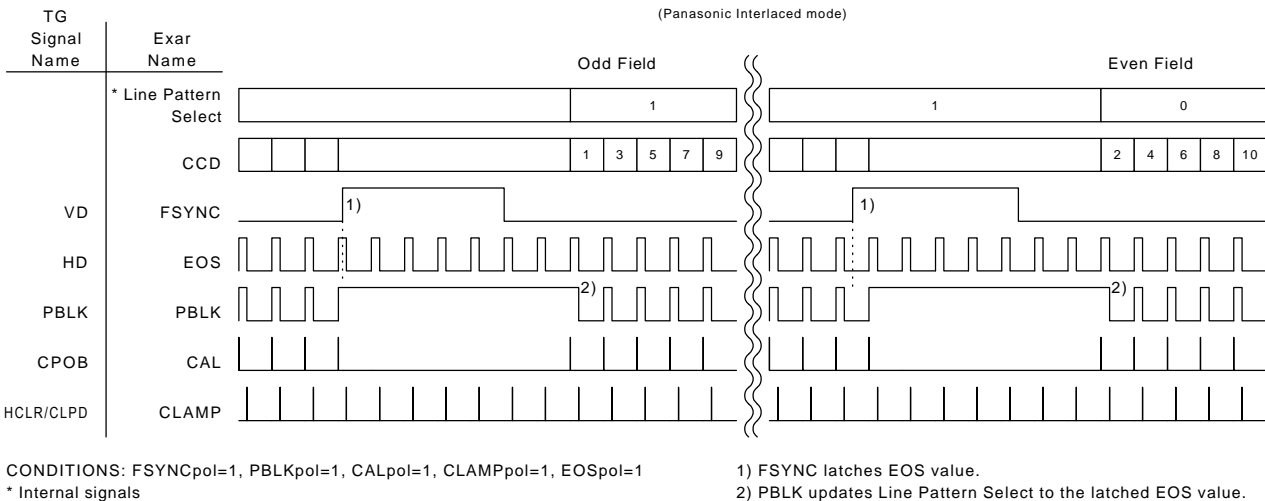 (Panasonic Interlaced mode)
TG
Signal
Name
Exar
Name
Odd Field
Even Field
* Line Pattern
Select
1
1
0
CCD
1 3 5 7 9
2 4 6 8 10
VD
FSYNC
1)
1)
HD
EOS
PBLK
PBLK
2)
2)
CPOB
CAL
HCLR/CLPD
CLAMP
CONDITIONS: FSYNCpol=1, PBLKpol=1, CALpol=1, CLAMPpol=1, EOSpol=1
* Internal signals
1) FSYNC latches EOS value.
2) PBLK updates Line Pattern Select to the latched EOS value.